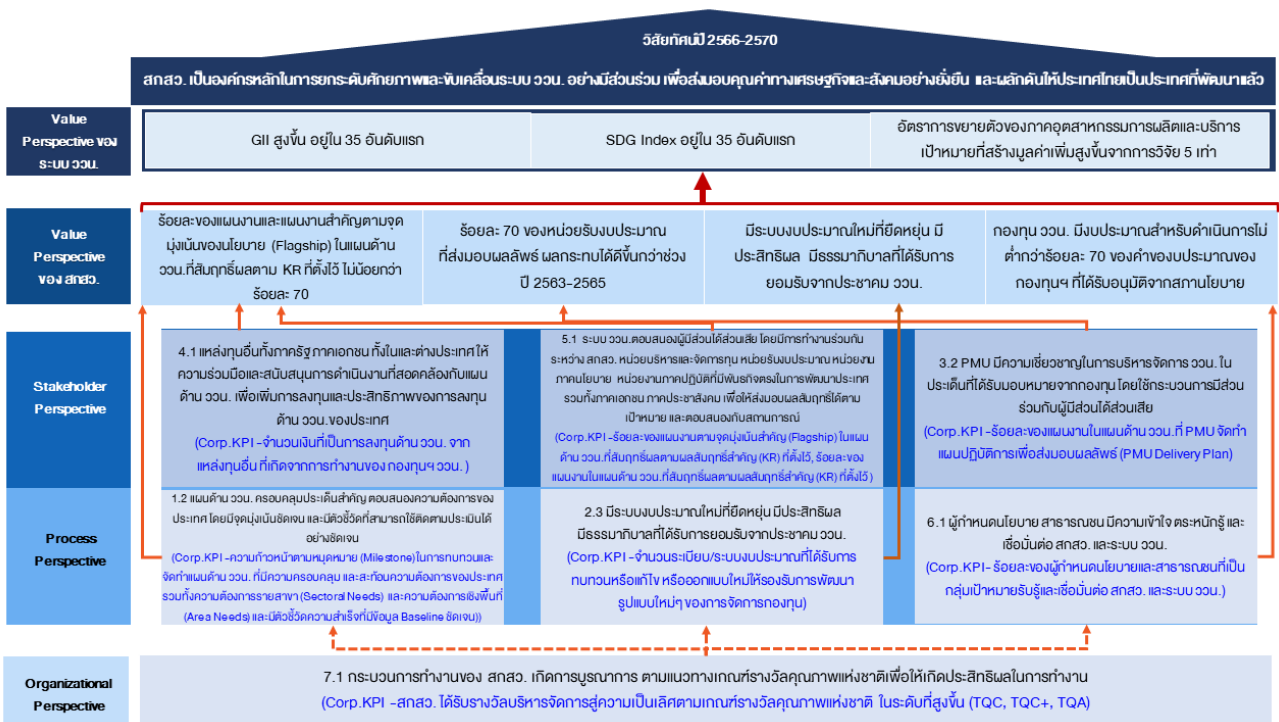 วิสัยทัศน์ปี 2566-2570
สกสว. เป็นองค์กรหลักในการยกระดับศักยภาพและขับเคลื่อนระบบ ววน. อย่างมีส่วนร่วม เพื่อส่งมอบคุณค่าทางเศรษฐกิจและสังคมอย่างยั่งยืน และผลักดันให้ประเทศไทยเป็นประเทศที่พัฒนาแล้ว
Value
Perspective ของ
ระบบ ววน.
GII สูงขึ้น อยู่ใน 35 อันดับแรก
SDG Index อยู่ใน 35 อันดับแรก
อัตราการขยายตัวของภาคอุตสาหกรรมการผลิตและบริการ
เป้าหมายที่สร้างมูลค่าเพิ่มสูงขึ้นจากการวิจัย 5 เท่า
Value
Perspective
ของ สกสว.
ร้อยละของแผนงานและแผนงานสำคัญตามจุด
มุ่งเน้นของนโยบาย (Flagship) ในแผนด้าน
ววน.ที่สัมฤทธิ์ผลตาม KR ที่ตั้งไว้ ไม่น้อยกว่า
ร้อยละ 70
ร้อยละ 70 ของหน่วยรับงบประมาณ
ที่ส่งมอบผลลัพธ์ ผลกระทบได้ดีขึ้นกว่าช่วง
ปี 2563-2565
มีระบบงบประมาณใหม่ที่ยืดหยุ่น มี
ประสิทธิผล มีธรรมาภิบาลที่ได้รับการ
ยอมรับจากประชาคม ววน.
กองทุน ววน. มีงบประมาณสำหรับดำเนินการไม่
ต่ำกว่าร้อยละ 70 ของคำของบประมาณของ
กองทุนฯ ที่ได้รับอนุมัติจากสภานโยบาย
Stakeholder
Perspective
4.1 แหล่งทุนอื่นทั้งภาครัฐ ภาคเอกชน ทั้งในและต่างประเทศ ให้
ความร่วมมือและสนับสนุนการดำเนินงานที่สอดคล้องกับแผน
ด้าน ววน. เพื่อเพิ่มการลงทุนและประสิทธิภาพของการลงทุน
ด้าน ววน.ของประเทศ
(Corp.KPI –จำนวนเงินที่เป็นการลงทุนด้าน ววน. จาก
แหล่งทุนอื่น ที่เกิดจากการทำงานของ กองทุนฯ ววน. )
5.1 ระบบ ววน.ตอบสนองผู้มีส่วนได้ส่วนเสีย โดยมีการทำงานร่วมกัน
ระหว่าง สกสว. หน่วยบริหารและจัดการทุน หน่วยรับงบประมาณ หน่วยงาน
ภาคนโยบาย หน่วยงานภาคปฏิบัติที่มีพันธกิจตรงในการพัฒนาประเทศ
รวมทั้งภาคเอกชน ภาคประชาสังคม เพื่อให้ส่งมอบผลสัมฤทธิ์ได้ตาม
เป้าหมาย และตอบสนองกับสถานการณ์
(Corp.KPI –ร้อยละของแผนงานตามจุดมุ่งเน้นสำคัญ (Flagship) ในแผน
ด้าน ววน.ที่สัมฤทธิ์ผลตามผลสัมฤทธิ์สำคัญ (KR) ที่ตั้งไว้, ร้อยละของ
แผนงานในแผนด้าน ววน.ที่สัมฤทธิ์ผลตามผลสัมฤทธิ์สำคัญ (KR) ที่ตั้งไว้ )
3.2 PMU มีความเชี่ยวชาญในการบริหารจัดการ ววน. ใน
ประเด็นที่ได้รับมอบหมายจากกองทุน โดยใช้กระบวนการมีส่วน
ร่วมกับผู้มีส่วนได้ส่วนเสีย
(Corp.KPI –ร้อยละของแผนงานในแผนด้าน ววน.ที่ PMU จัดทำ
แผนปฏิบัติการเพื่อส่งมอบผลลัพธ์ (PMU Delivery Plan)
Process
Perspective
1.2 แผนด้าน ววน. ครอบคลุมประเด็นสำคัญ ตอบสนองความต้องการของ
ประเทศ โดยมีจุดมุ่งเน้นชัดเจน และมีตัวชี้วัดที่สามารถใช้ติดตามประเมินได้
อย่างชัดเจน
(Corp.KPI –ความก้าวหน้าตามหมุดหมาย (Milestone)ในการทบทวนและ
จัดทำแผนด้าน ววน. ที่มีความครอบคลุม และสะท้อนความต้องการของประเทศ
รวมทั้งความต้องการรายสาขา (Sectoral Needs) และความต้องการเชิงพื้นที่
(Area Needs) และมีตัวชี้วัดความสำเร็จที่มีข้อมูล Baseline ชัดเจน))
2.3 มีระบบงบประมาณใหม่ที่ยืดหยุ่น มีประสิทธิผล
มีธรรมาภิบาลที่ได้รับการยอมรับจากประชาคม ววน.
(Corp.KPI –จำนวนระเบียบ/ระบบงบประมาณที่ได้รับการ
ทบทวนหรือแก้ไข หรือออกแบบใหม่ให้รองรับการพัฒนา
รูปแบบใหม่ๆ ของการจัดการกองทุน)
6.1 ผู้กำหนดนโยบาย สาธารณชน มีความเข้าใจ ตระหนักรู้ และ
เชื่อมั่นต่อ สกสว. และระบบ ววน.
(Corp.KPI- ร้อยละของผู้กำหนดนโยบายและสาธารณชนที่เป็น
กลุ่มเป้าหมายรับรู้และเชื่อมั่นต่อ สกสว. และระบบ ววน.)
Organizational
Perspective
7.1 กระบวนการทำงานของ สกสว. เกิดการบูรณาการ ตามแนวทางเกณฑ์รางวัลคุณภาพแห่งชาติเพื่อให้เกิดประสิทธิผลในการทำงาน
(Corp.KPI -สกสว. ได้รับรางวัลบริหารจัดการสู่ความเป็นเลิศตามเกณฑ์รางวัลคุณภาพแห่งชาติ ในระดับที่สูงขึ้น (TQC, TQC+, TQA)